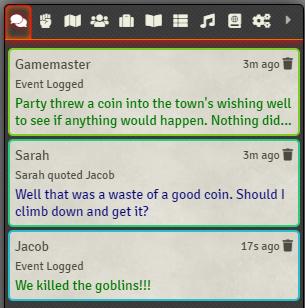 Gamemaster 3m ago
Event Logged
Party threw a coin into the town's wishing well
to see if anything would happen. Nothing did...
Sarah 3m ago
Sarah quoted Jacob
Well that was a waste of a good coin. Should I
climb down and get it?
Jacob 17s ago
Event Logged
We killed the goblins!!!